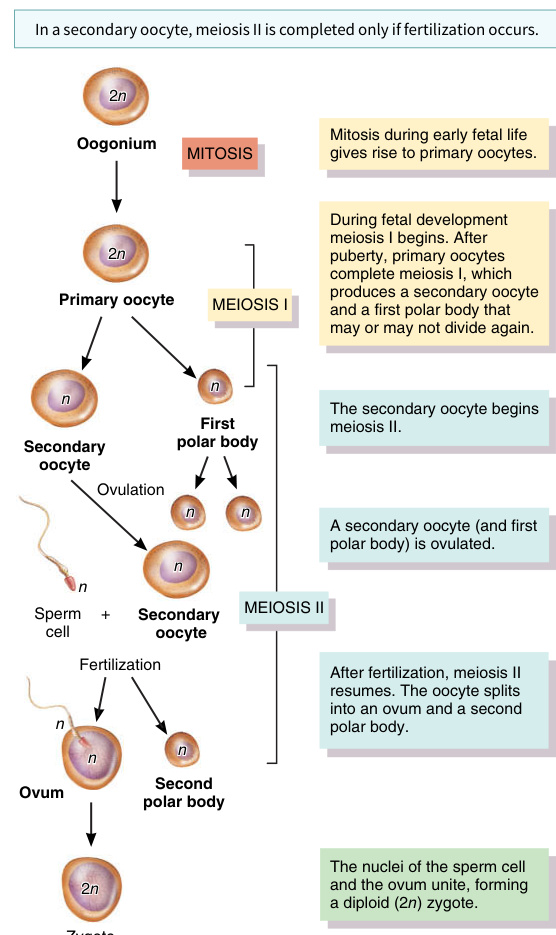 In a secondary oocyte, meiosis II is completed only if fertilization occurs.
2n
Oogonium
MITOSIS
Mitosis during early fetal life
gives rise to primary oocytes.
2n
Primary oocyte
MEIOSIS I
During fetal development
meiosis I begins. After
puberty, primary oocytes
complete meiosis I, which
produces a secondary oocyte
and a first polar body that
may or may not divide again.
n
n
Secondary
oocyte
First
polar body
The secondary oocyte begins
meiosis II.
Ovulation
n
n
A secondary oocyte (and first
polar body) is ovulated.
n
n
Sperm
cell
+
Secondary
oocyte
MEIOSIS II
Fertilization
n
n
n
Ovum
Second
polar body
After fertilization, meiosis II
resumes. The oocyte splits
into an ovum and a second
polar body.
2n
The nuclei of the sperm cell
and the ovum unite, forming
a diploid (2n) zygote.
Zygote